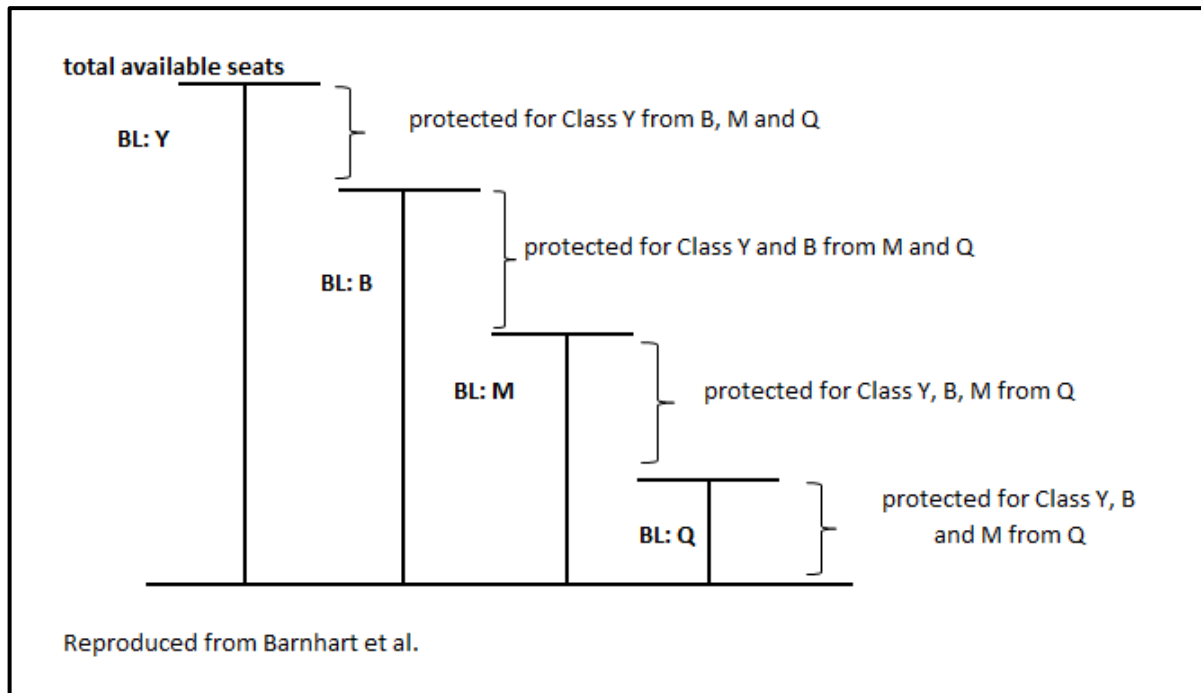 total available seats
protected for Class Y from B, M and Q
BL: Y
protected for Class Y and B from M and Q
BL: B
BL: M
protected for Class Y, B, M from Q
protected for Class Y, B
and M from Q
BL: Q
Reproduced from Barnhart et al.